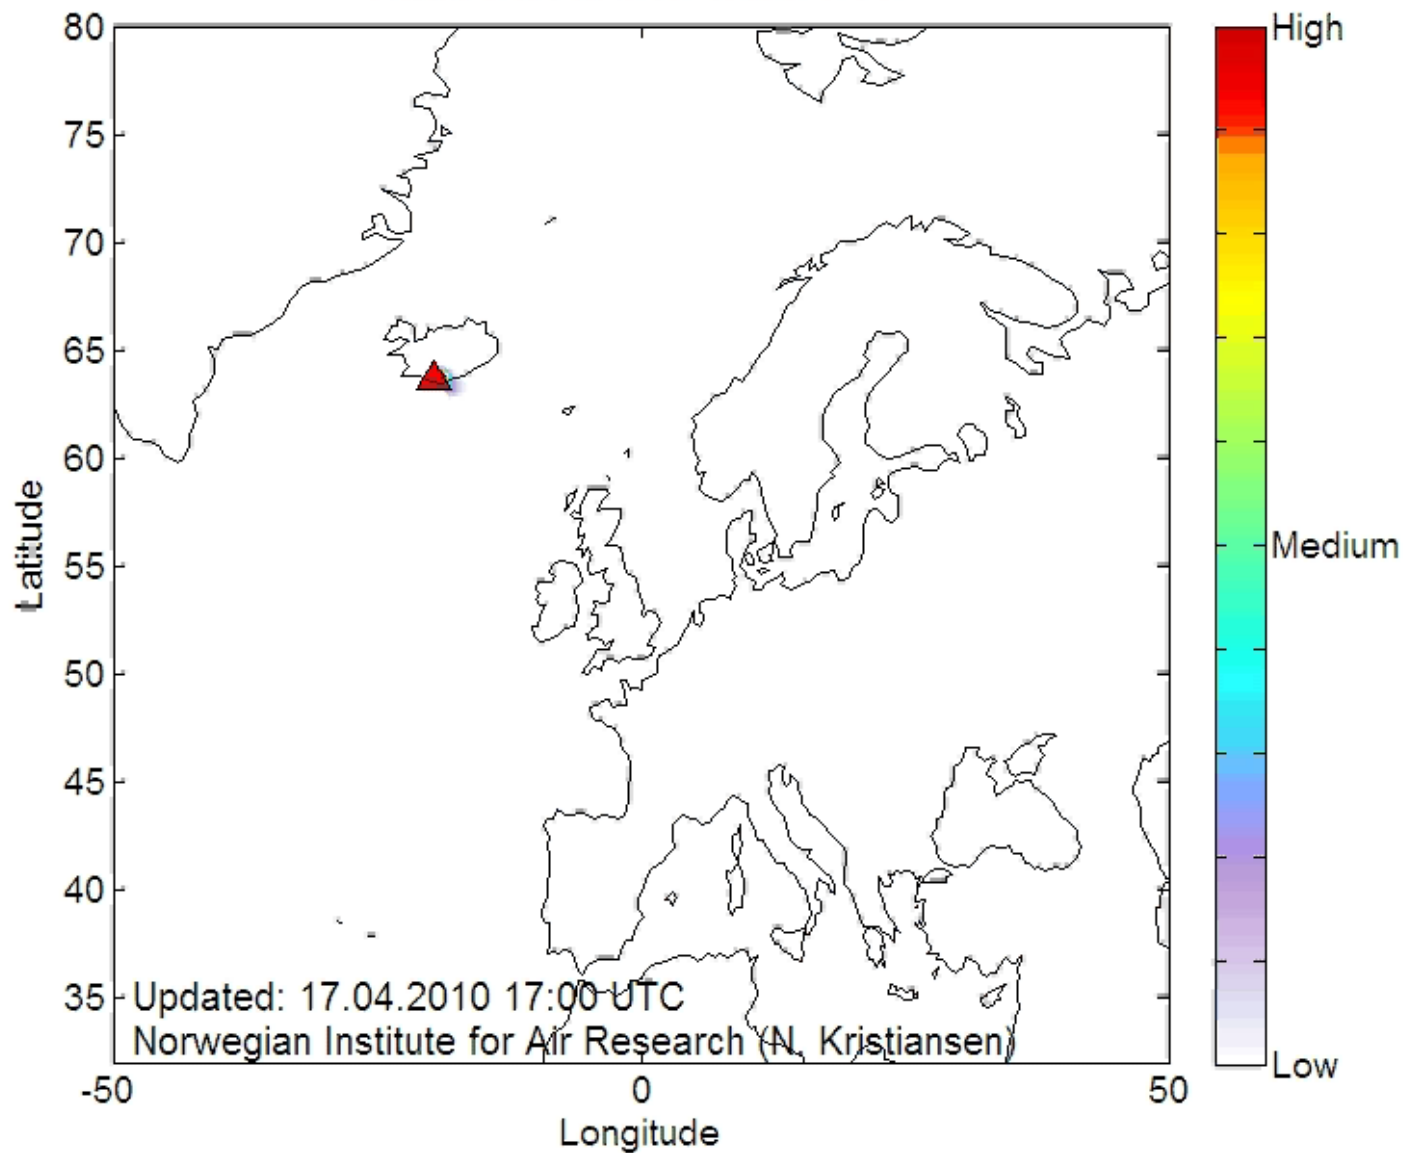 80
75
70
65
60
55
50
45
40
35
Latitude
High
Medium
Low
Updated: 17.04.2010 17:00 UTC
Norwegian Institute for Air Research (N. Kristiansen)
-50 0 50
Longitude